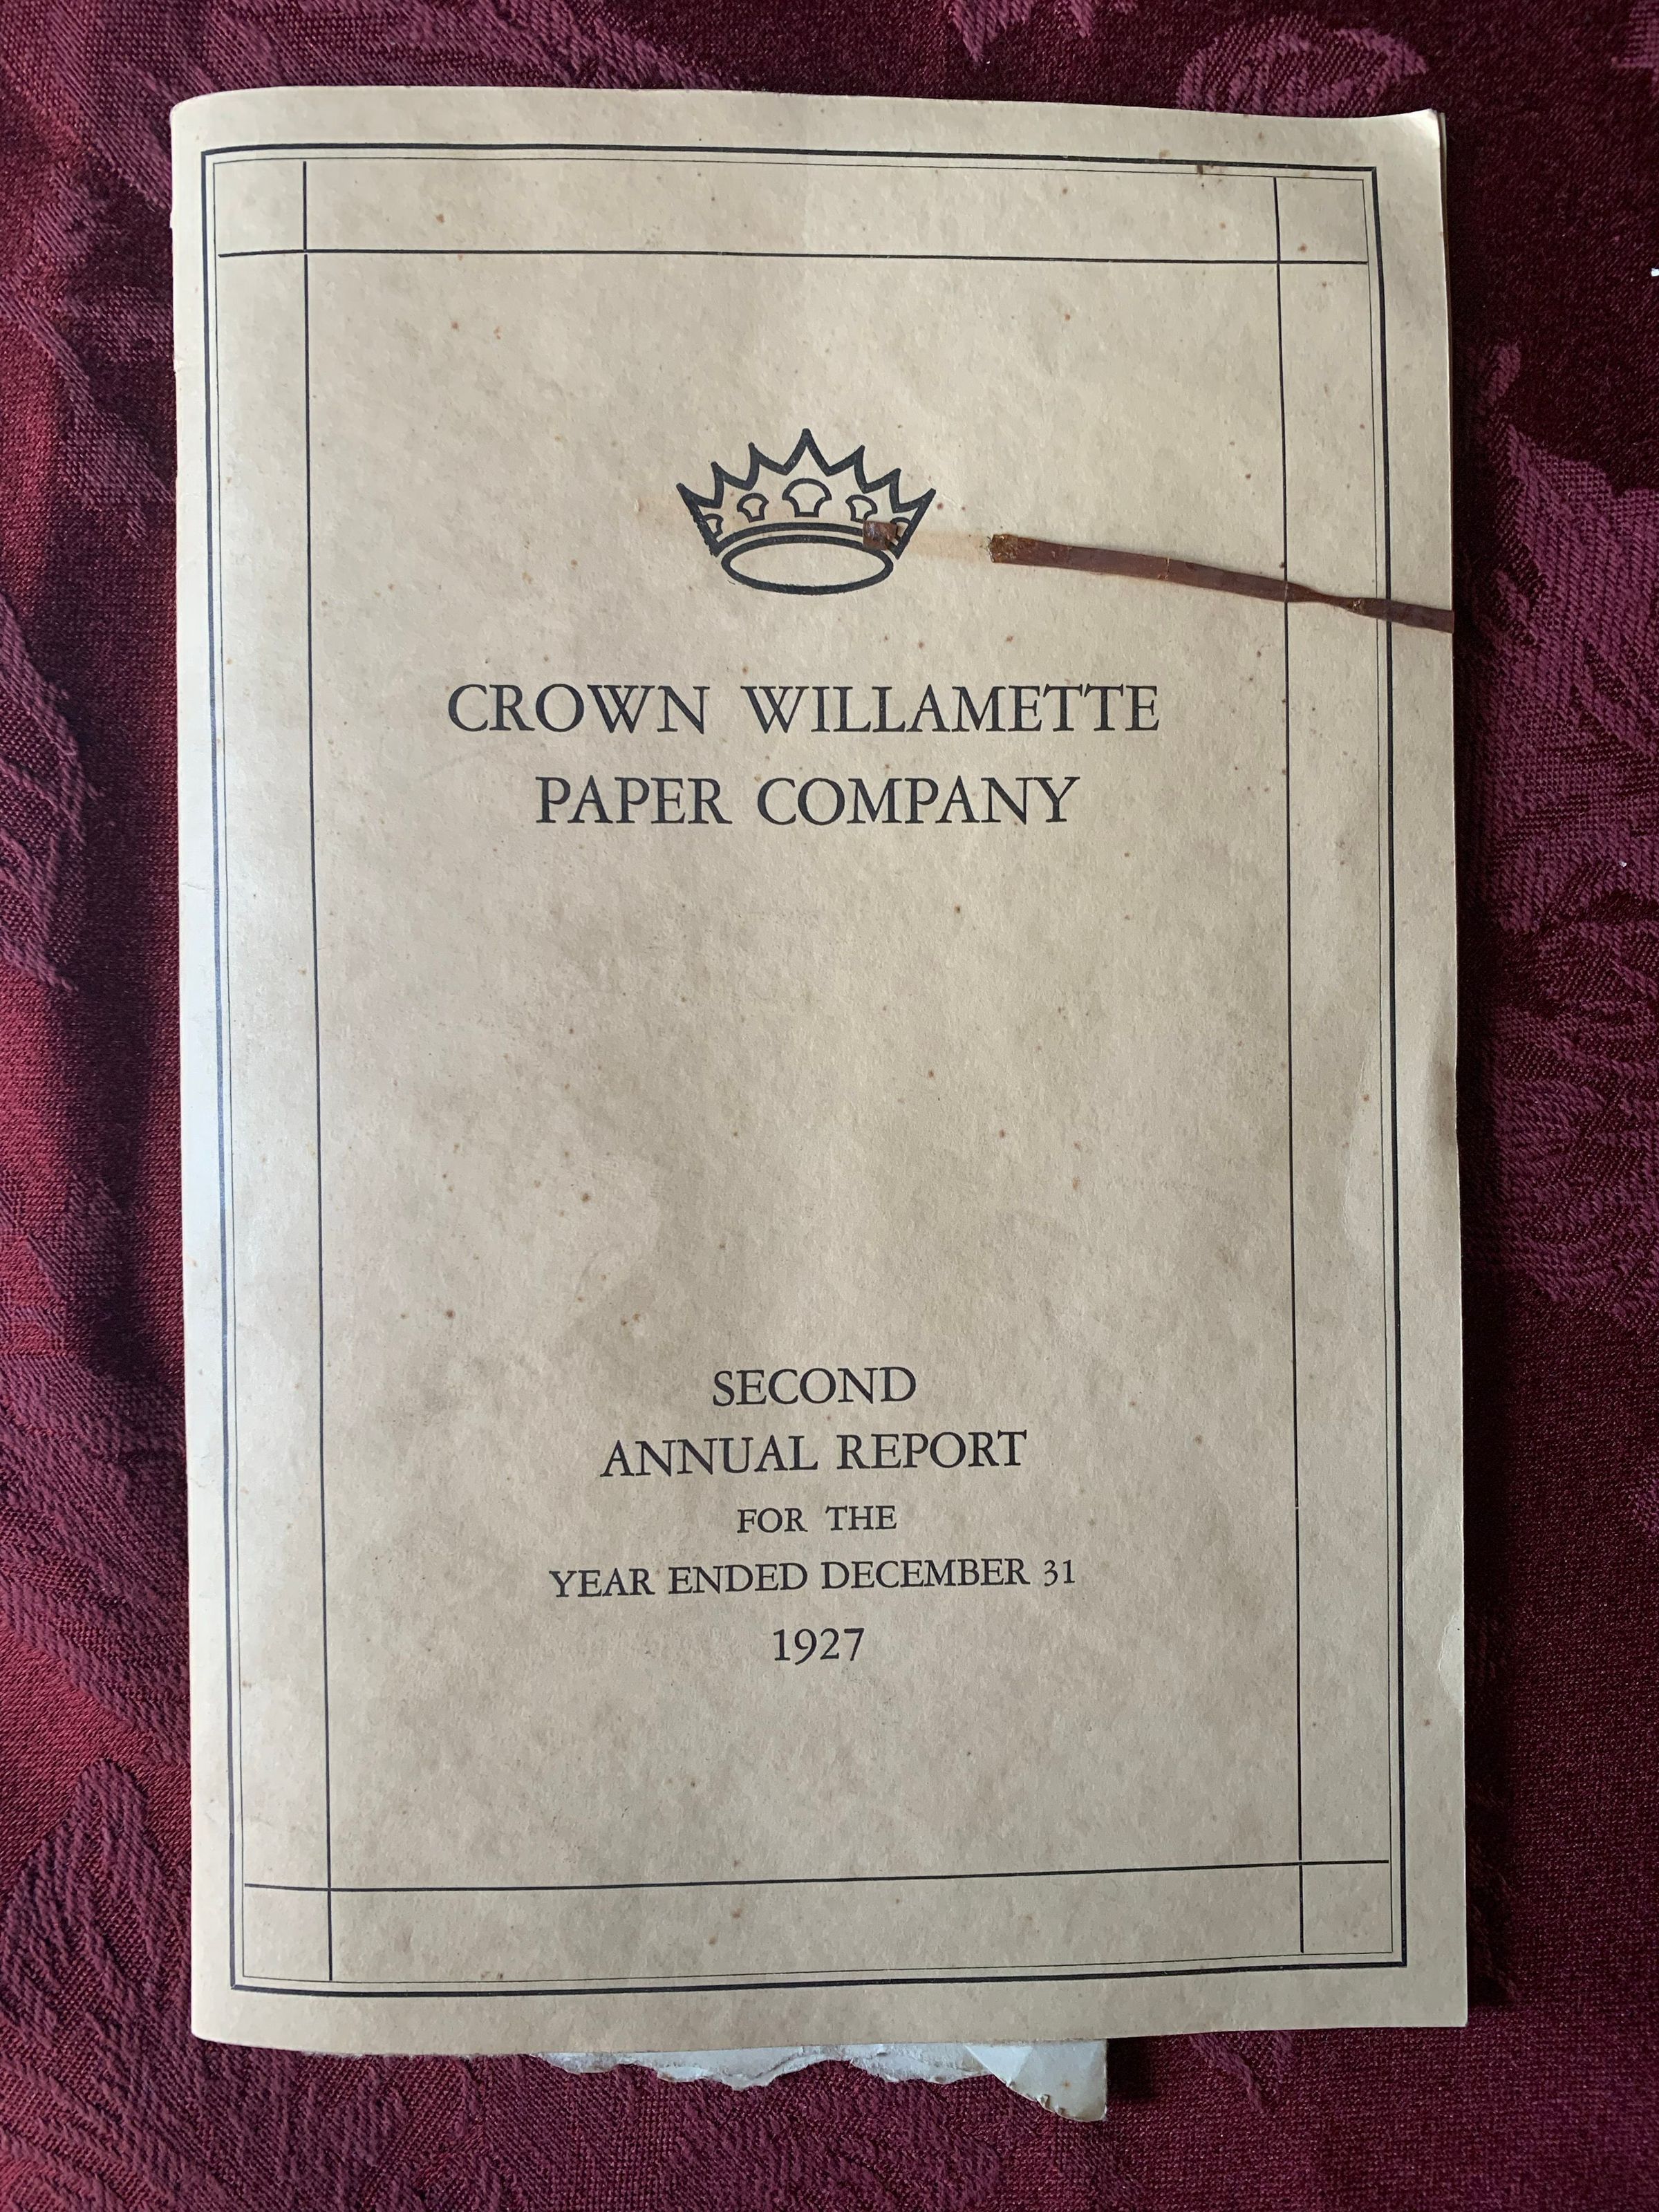 CROWN WILLAMETTE
PAPER COMPANY
SECOND
ANNUAL REPORT
FOR THE
YEAR ENDED DECEMBER 31
1927